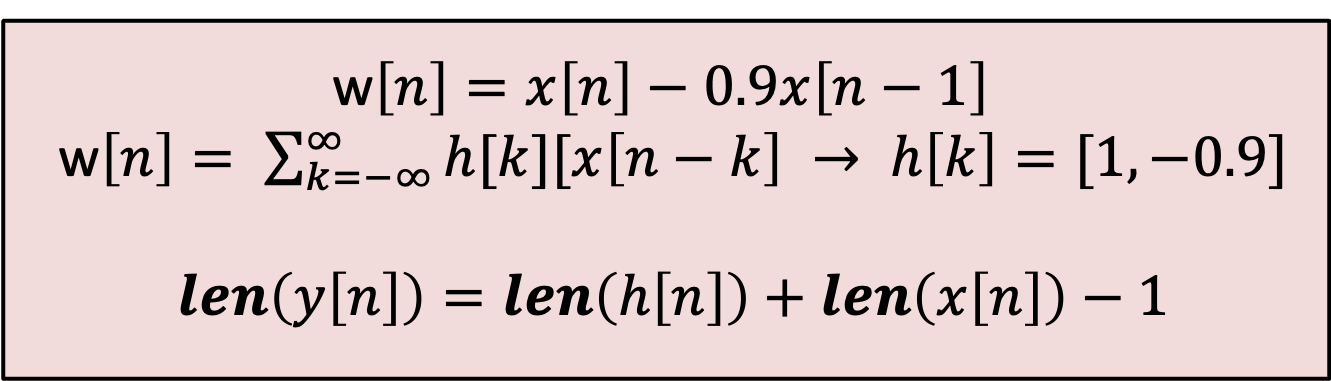 w[n] = x[n] − 0.9x[n − 1]
w[n] = ∑_{k=−∞}^{∞} h[k][x[n − k] → h[k] = [1, −0.9]
len(y[n]) = len(h[n]) + len(x[n]) − 1